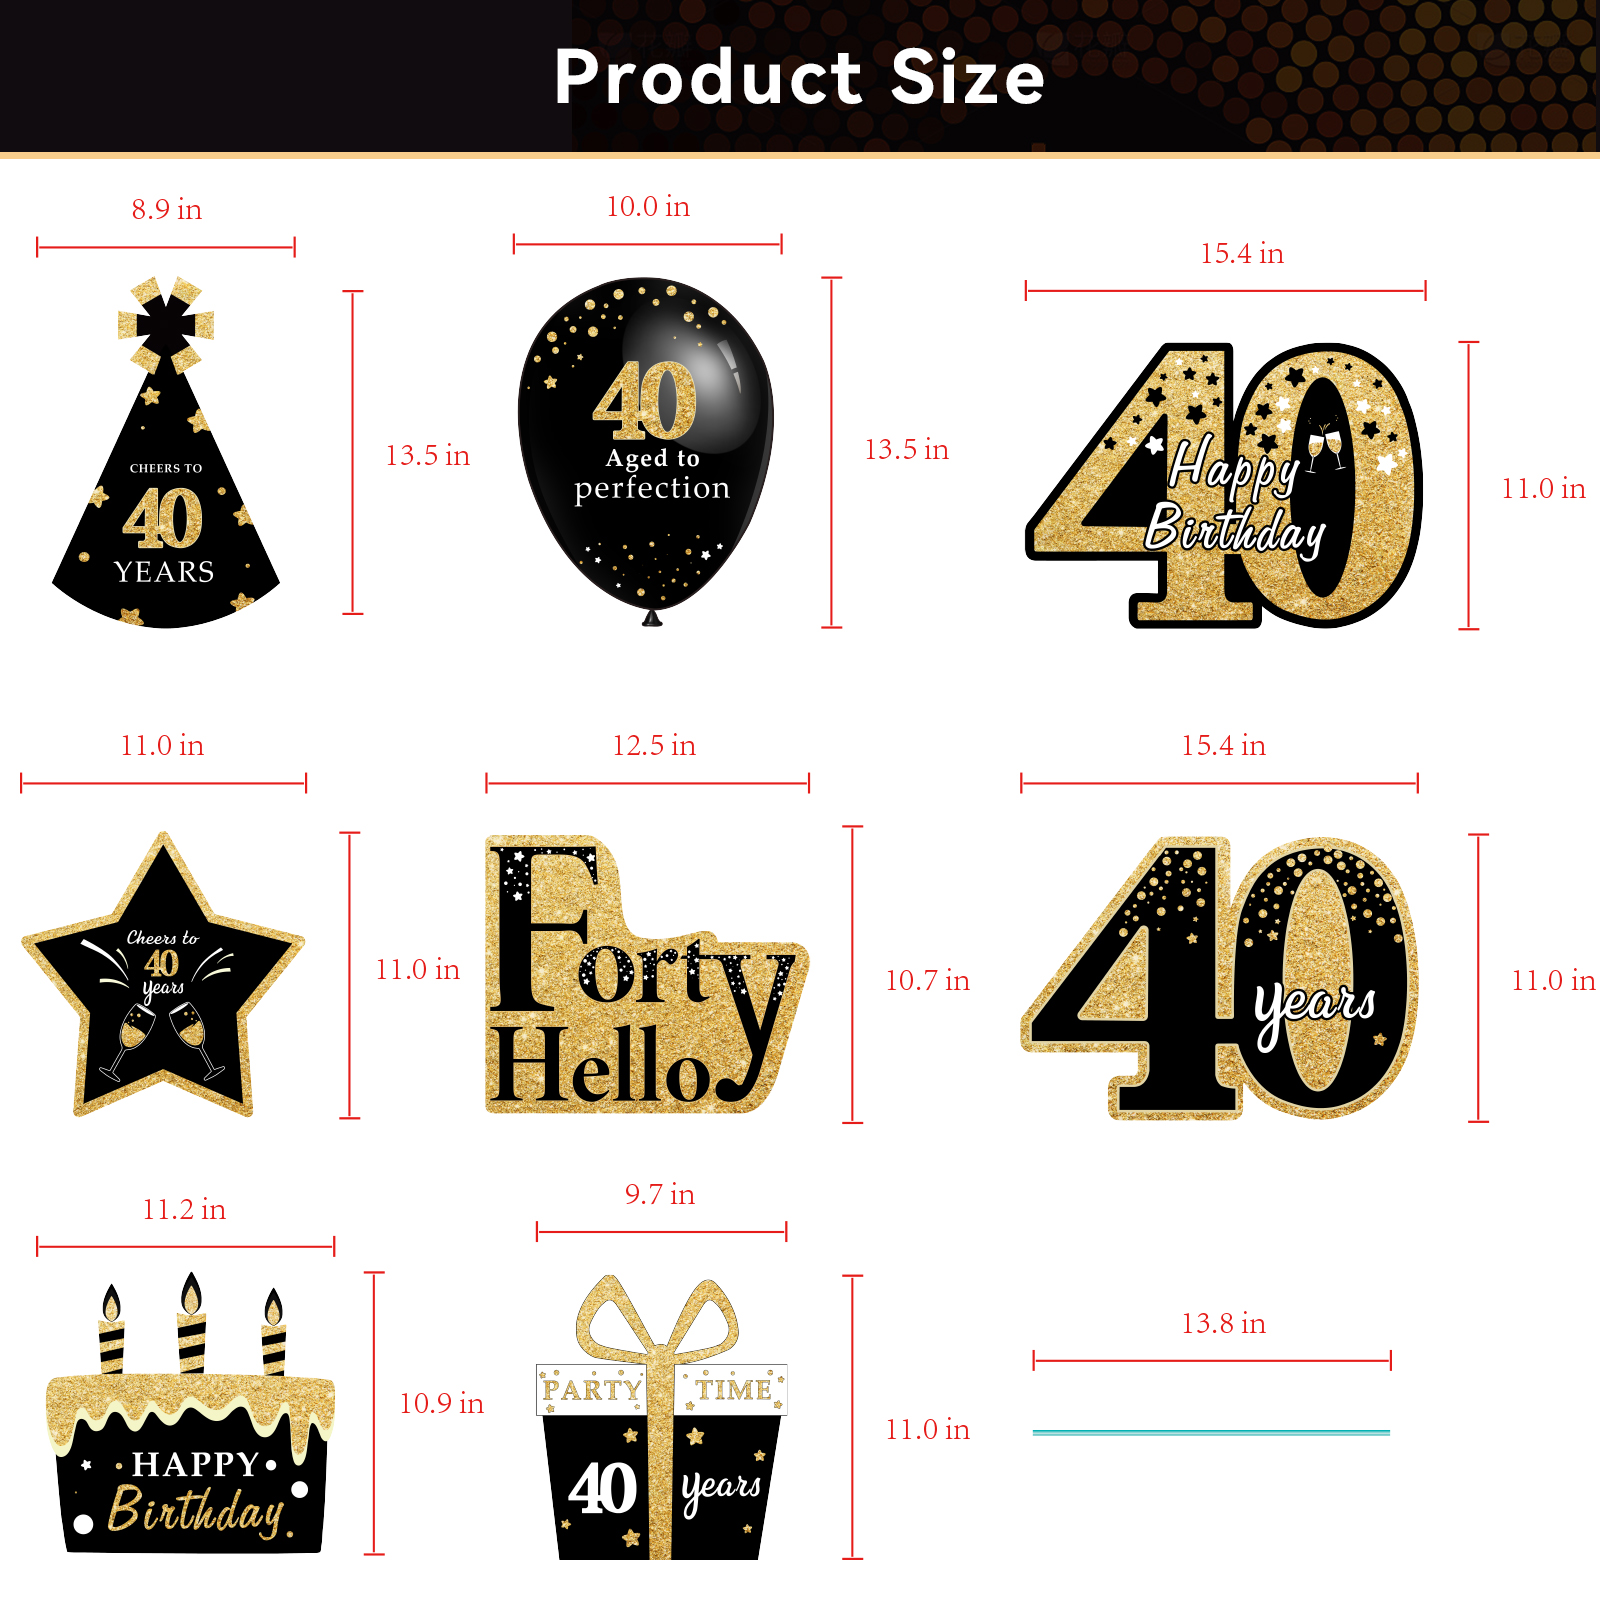 Product Size
8.9 in
10.0 in
15.4 in
13.5 in
13.5 in
11.0 in
CHEERS TO
40
YEARS
40
Aged to
perfection
40
Happy
Birthday
11.0 in
12.5 in
15.4 in
11.0 in
10.7 in
11.0 in
Cheers to
40
years
Forty
Hello
40
years
11.2 in
9.7 in
13.8 in
10.9 in
11.0 in
HAPPY
Birthday
PARTY TIME
40 years